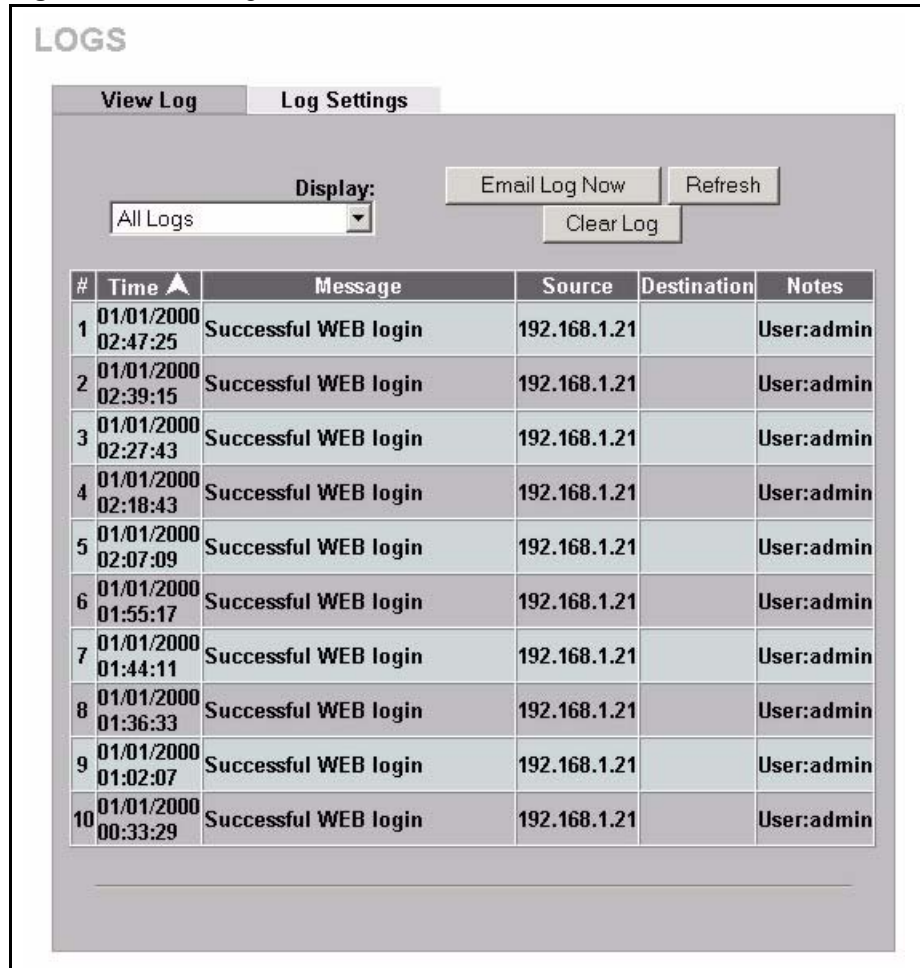 LOGS
View Log Log Settings
Display: Email Log Now Refresh
All Logs Clear Log
# Time Message Source Destination Notes
1 01/01/2000 02:47:25 Successful WEB login 192.168.1.21 User:admin
2 01/01/2000 02:39:15 Successful WEB login 192.168.1.21 User:admin
3 01/01/2000 02:27:43 Successful WEB login 192.168.1.21 User:admin
4 01/01/2000 02:18:43 Successful WEB login 192.168.1.21 User:admin
5 01/01/2000 02:07:09 Successful WEB login 192.168.1.21 User:admin
6 01/01/2000 01:55:17 Successful WEB login 192.168.1.21 User:admin
7 01/01/2000 01:44:11 Successful WEB login 192.168.1.21 User:admin
8 01/01/2000 01:36:33 Successful WEB login 192.168.1.21 User:admin
9 01/01/2000 01:02:07 Successful WEB login 192.168.1.21 User:admin
10 01/01/2000 00:33:29 Successful WEB login 192.168.1.21 User:admin